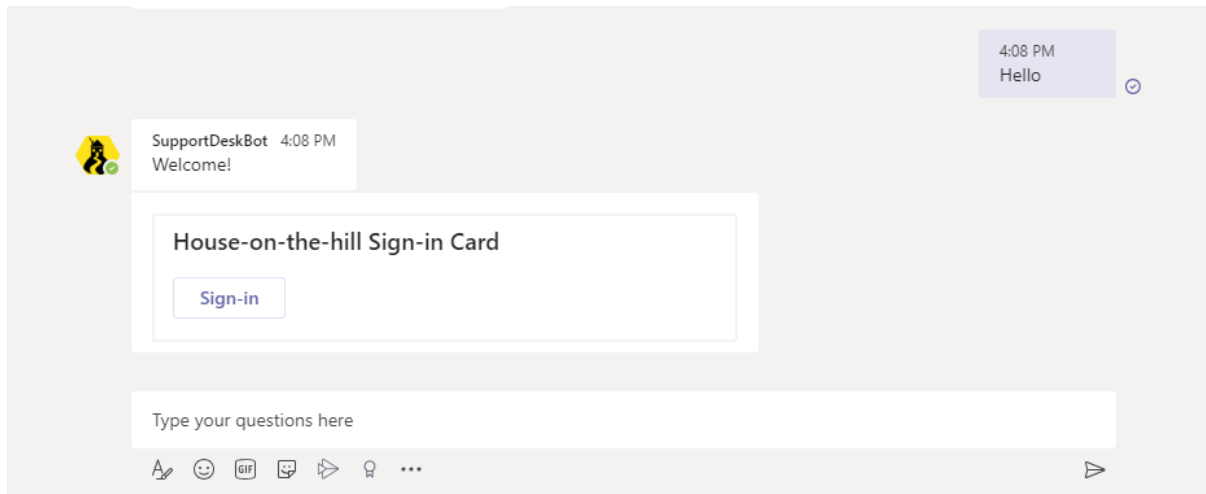 4:08 PM
Hello
SupportDeskBot 4:08 PM
Welcome!
House-on-the-hill Sign-in Card
Sign-in
Type your questions here
GIF